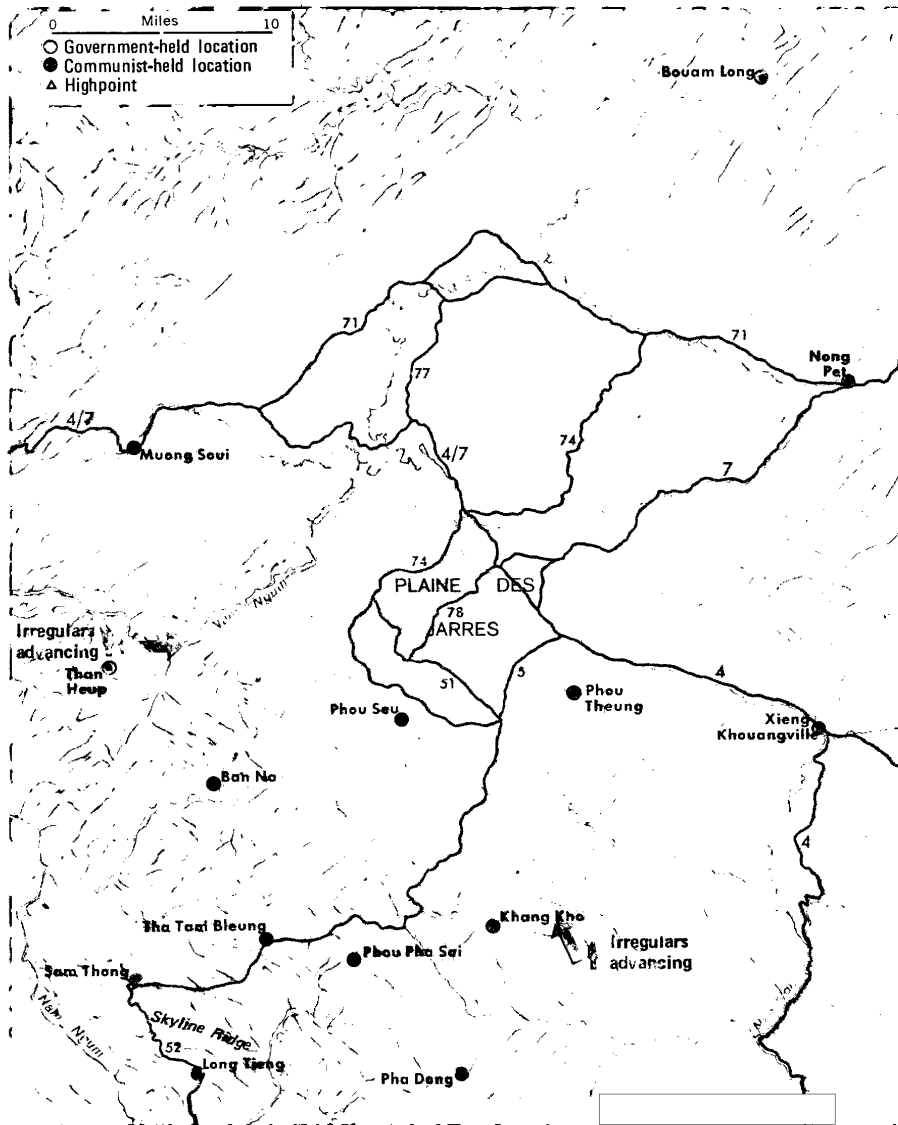 0 Miles 10
Government-held location
Communist-held location
Highpoint
Bouam Long
71
71
Nong
Pet
77
4/7
74
4/7
Muong Soui
7
74
PLAINE DES
78
JARRES
Irregulars
advancing
Than
Heup
51
5
4
Phou Seu
Phou
Theung
Xieng
Khouangville
Ban Na
4
Khang Kho
Sha Tam Bleung
Irregulars
advancing
Phou Pha Sai
Sam Thong
Nam Ngum
Skyline Ridge
52
Long Tieng
Pha Dong